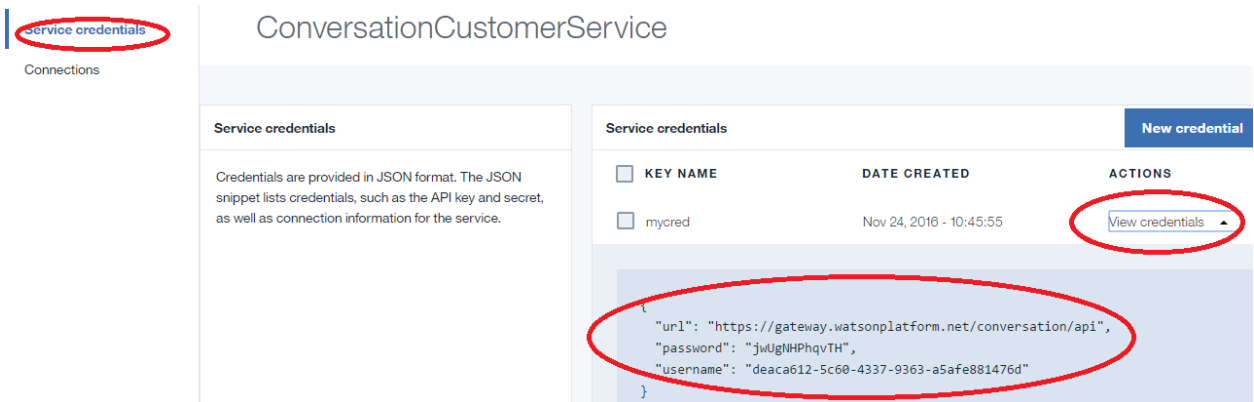 Service credentials
Connections
ConversationCustomerService
Service credentials
Credentials are provided in JSON format. The JSON
snippet lists credentials, such as the API key and secret,
as well as connection information for the service.
Service credentials
New credential
KEY NAME DATE CREATED ACTIONS
mycred Nov 24, 2016 - 10:45:55 View credentials
{
"url": "https://gateway.watsonplatform.net/conversation/api",
"password": "jwUgNHPhqvTH",
"username": "deaca612-5c60-4337-9363-a5afe881476d"
}